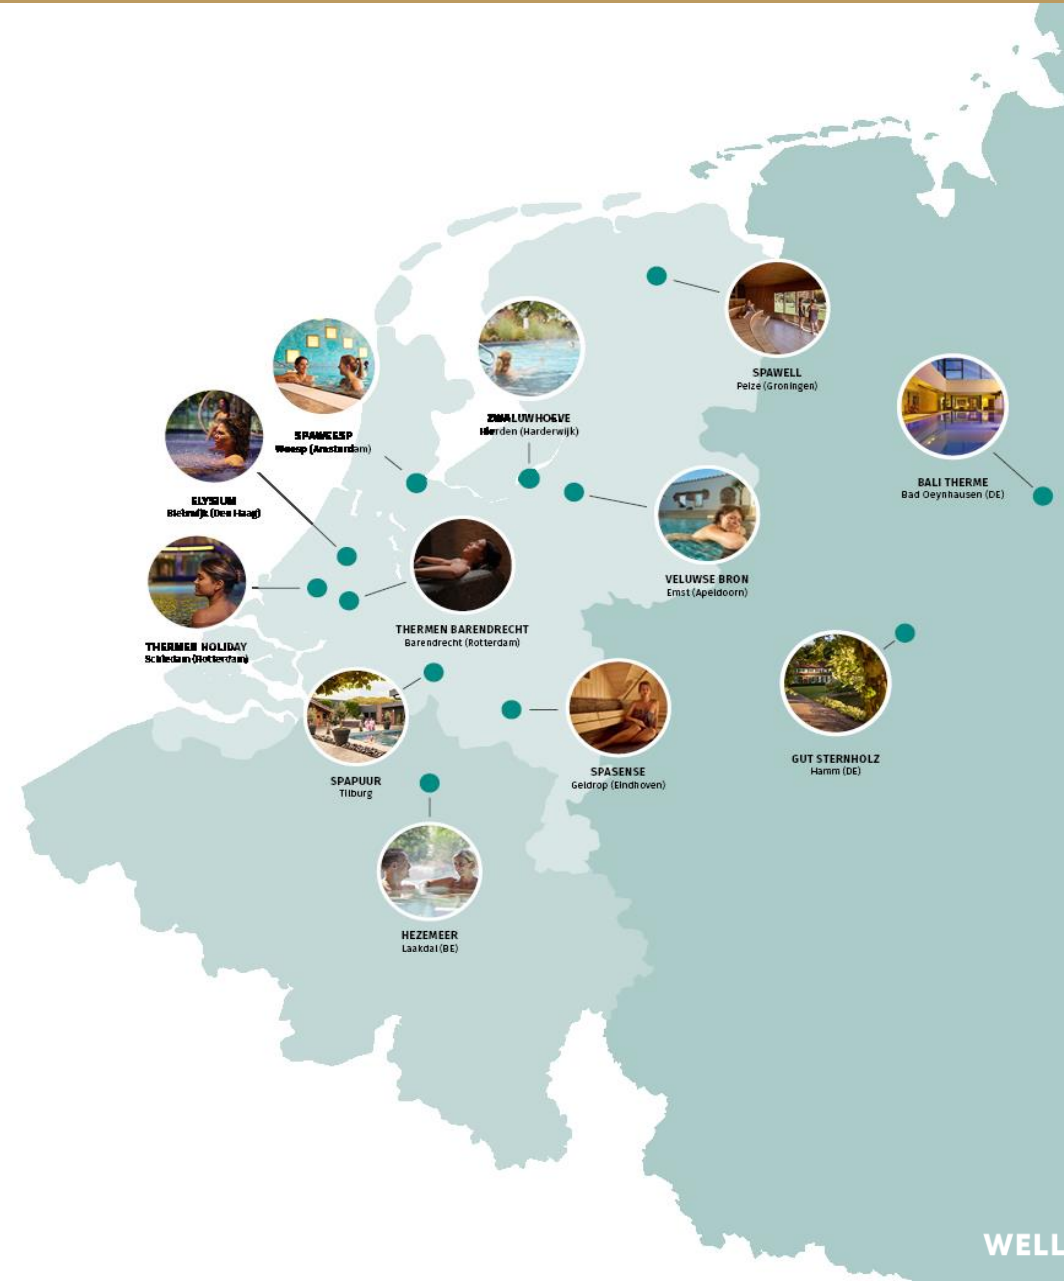 SPAWELL
Peize (Groningen)
ZWALUWHOEVE
Hierden (Harderwijk)
SPAWEESP
Weesp (Amsterdam)
BALI THERME
Bad Oeynhausen (DE)
ELYSIUM
Bleiswijk (Den Haag)
VELUWSE BRON
Emst (Apeldoorn)
THERMEN BARENDRECHT
Barendrecht (Rotterdam)
THERMEN HOLIDAY
Schiedam (Rotterdam)
GUT STERNHOLZ
Hamm (DE)
SPASENSE
Geldrop (Eindhoven)
SPAPUUR
Tilburg
HEZEMEER
Laakdal (BE)
WELL